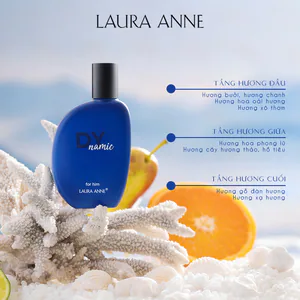 LAURA ANNE
TẦNG HƯƠNG ĐẦU
Hương bưởi, hương chanh
Hương hoa oải hương
Hương xô thơm
TẦNG HƯƠNG GIỮA
Hương hoa phong lữ
Hương cây hương thảo, hồ tiêu
TẦNG HƯƠNG CUỐI
Hương gỗ đàn hương
Hương xạ hương
DYnamic
for him
LAURA ANNE